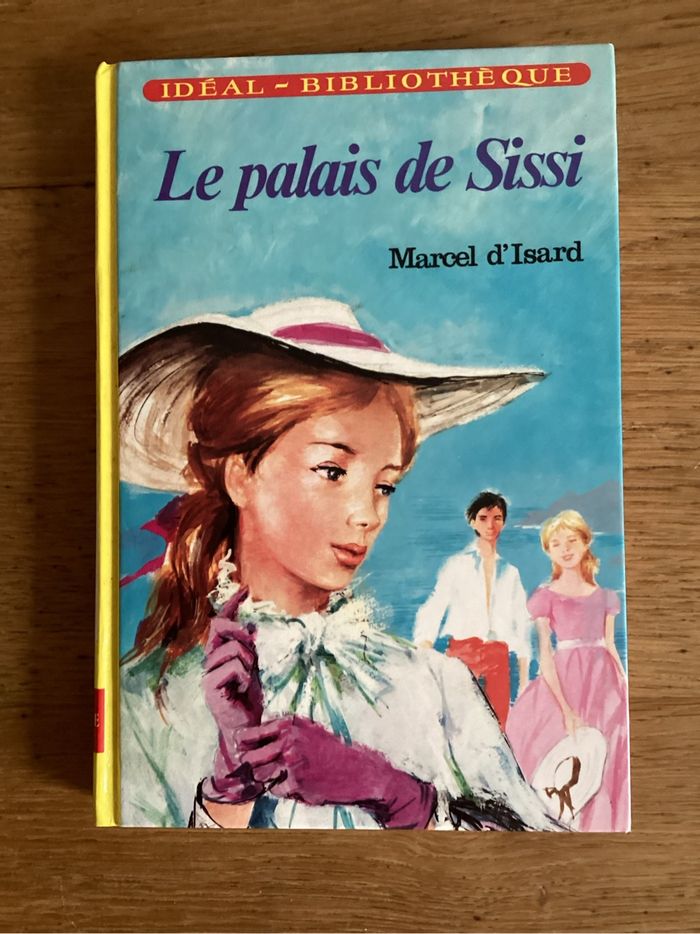 IDÉAL - BIBLIOTHÈQUE
Le palais de Sissi
Marcel d'Isard